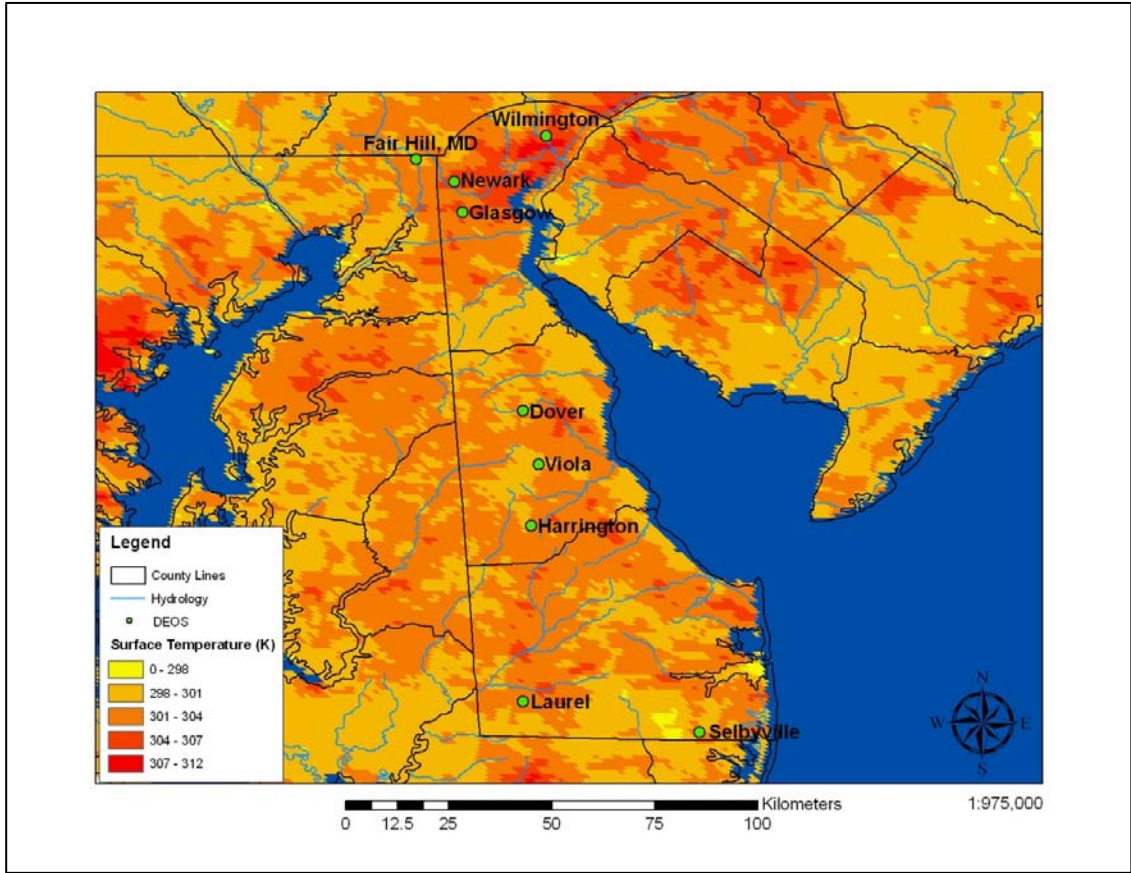 Wilmington
Fair Hill, MD
Newark
Glasgow
Dover
Viola
Harrington
Laurel
Selbyville
Legend
County Lines
Hydrology
DEOS
Surface Temperature (K)
0 - 298
298 - 301
301 - 304
304 - 307
307 - 312
N
W
E
S
Kilometers
1:975,000
0 12.5 25 50 75 100